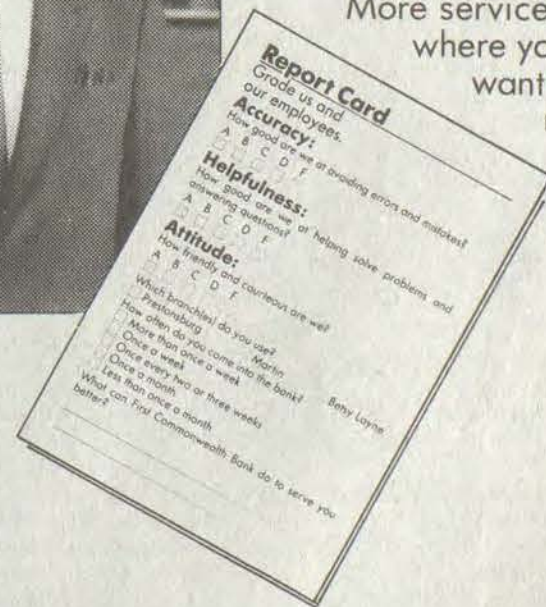 More service
where yo
want
Report Card
Grade us and
our employees.
Accuracy:
How good are we at avoiding errors and mistakes?
A B C D F
Helpfulness:
How good are we at helping solve problems and
answering questions?
A B C D F
Attitude:
How friendly and courteous are we?
A B C D F
Which branch(es) do you use?
Prestonsburg Martin Betsy Layne
How often do you come into the bank?
More than once a week
Once a week
Once every two or three weeks
Once a month
Less than once a month
What can First Commonwealth Bank do to serve you
better?